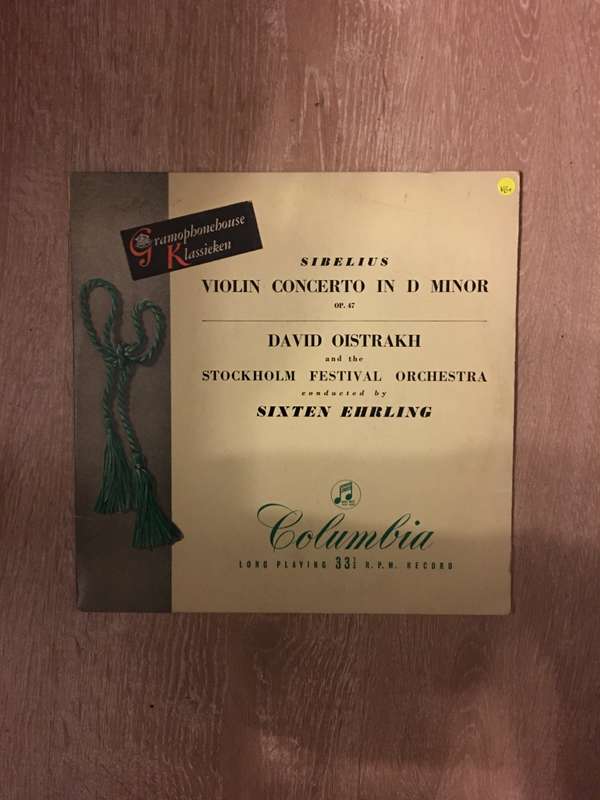 VG+
Gramophonehouse
Klassieken
SIBELIUS
VIOLIN CONCERTO IN D MINOR
OP. 47
DAVID OISTRAKH
and the
STOCKHOLM FESTIVAL ORCHESTRA
conducted by
SIXTEN EHRLING
Columbia
LONG PLAYING 33⅓ R.P.M. RECORD